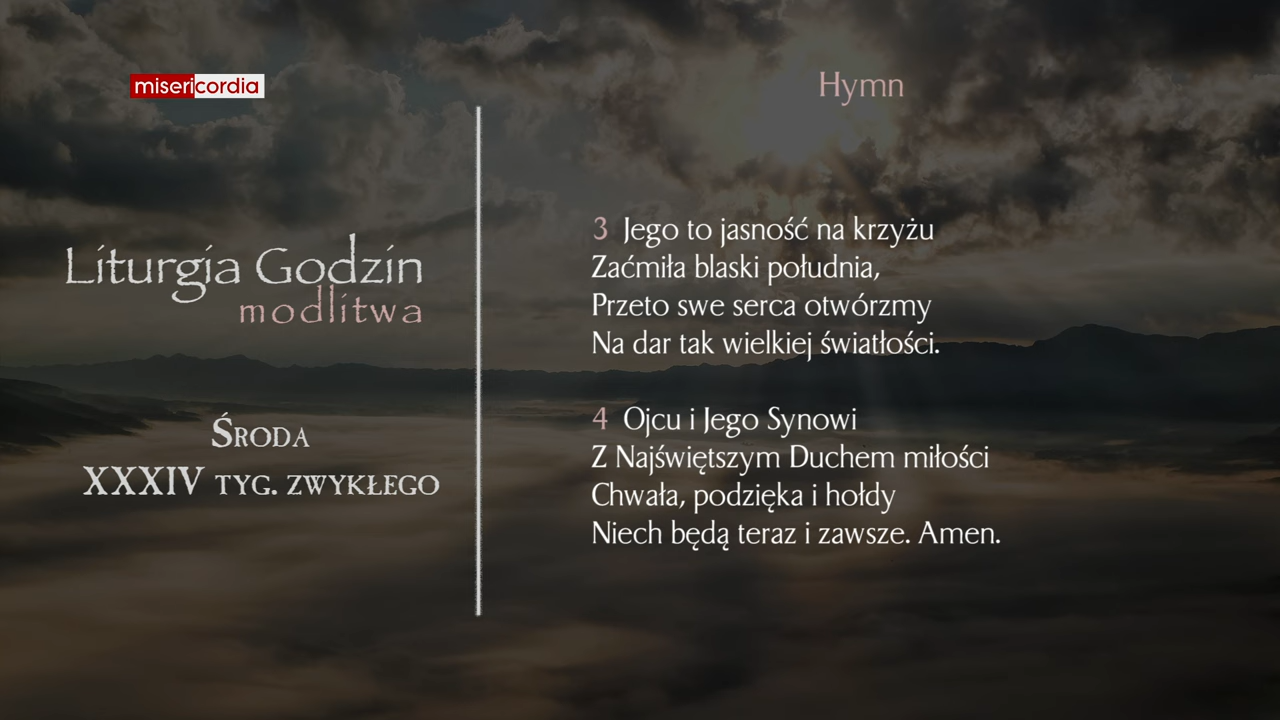 misericordia
Liturgia Godzin
modlitwa
Środa
XXXIV tyg. zwykłego
Hymn
3 Jego to jasność na krzyżu
Zaćmiła blaski południa,
Przeto swe serca otwórzmy
Na dar tak wielkiej światłości.
4 Ojcu i Jego Synowi
Z Najświętszym Duchem miłości
Chwała, podzięka i hołdy
Niech będą teraz i zawsze. Amen.